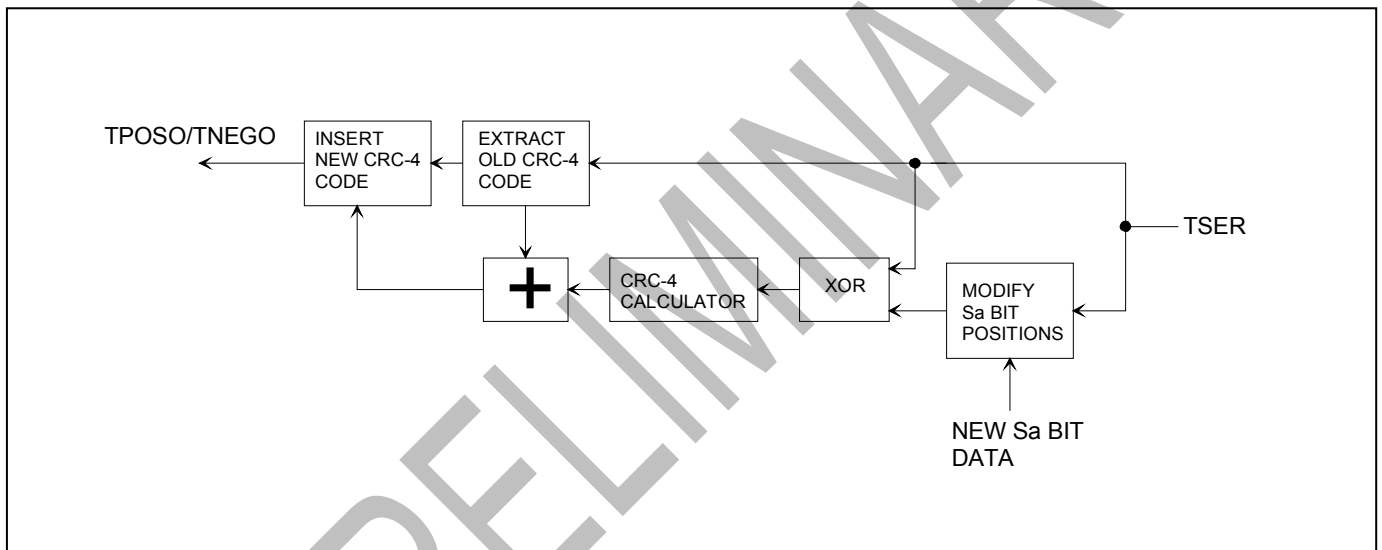 TPOSO/TNEGO
INSERT
NEW CRC-4
CODE
EXTRACT
OLD CRC-4
CODE
TSER
+
CRC-4
CALCULATOR
XOR
MODIFY
Sa BIT
POSITIONS
NEW Sa BIT
DATA